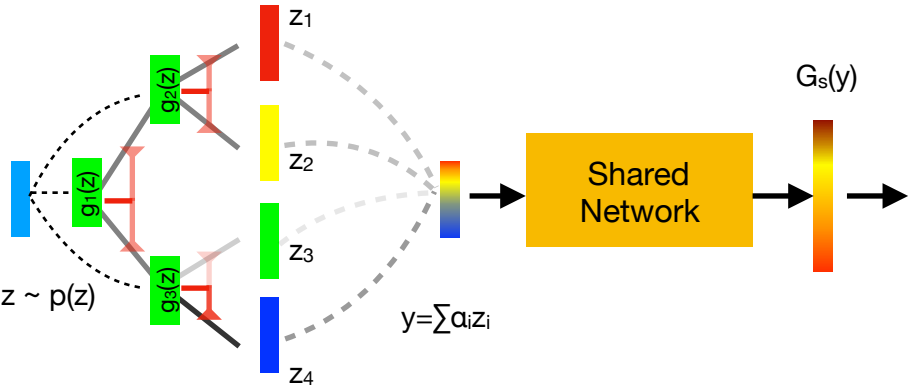 z ~ p(z)
g₁(z)
g₂(z)
g₃(z)
z₁
z₂
z₃
z₄
y=∑αᵢzᵢ
Shared
Network
Gₛ(y)